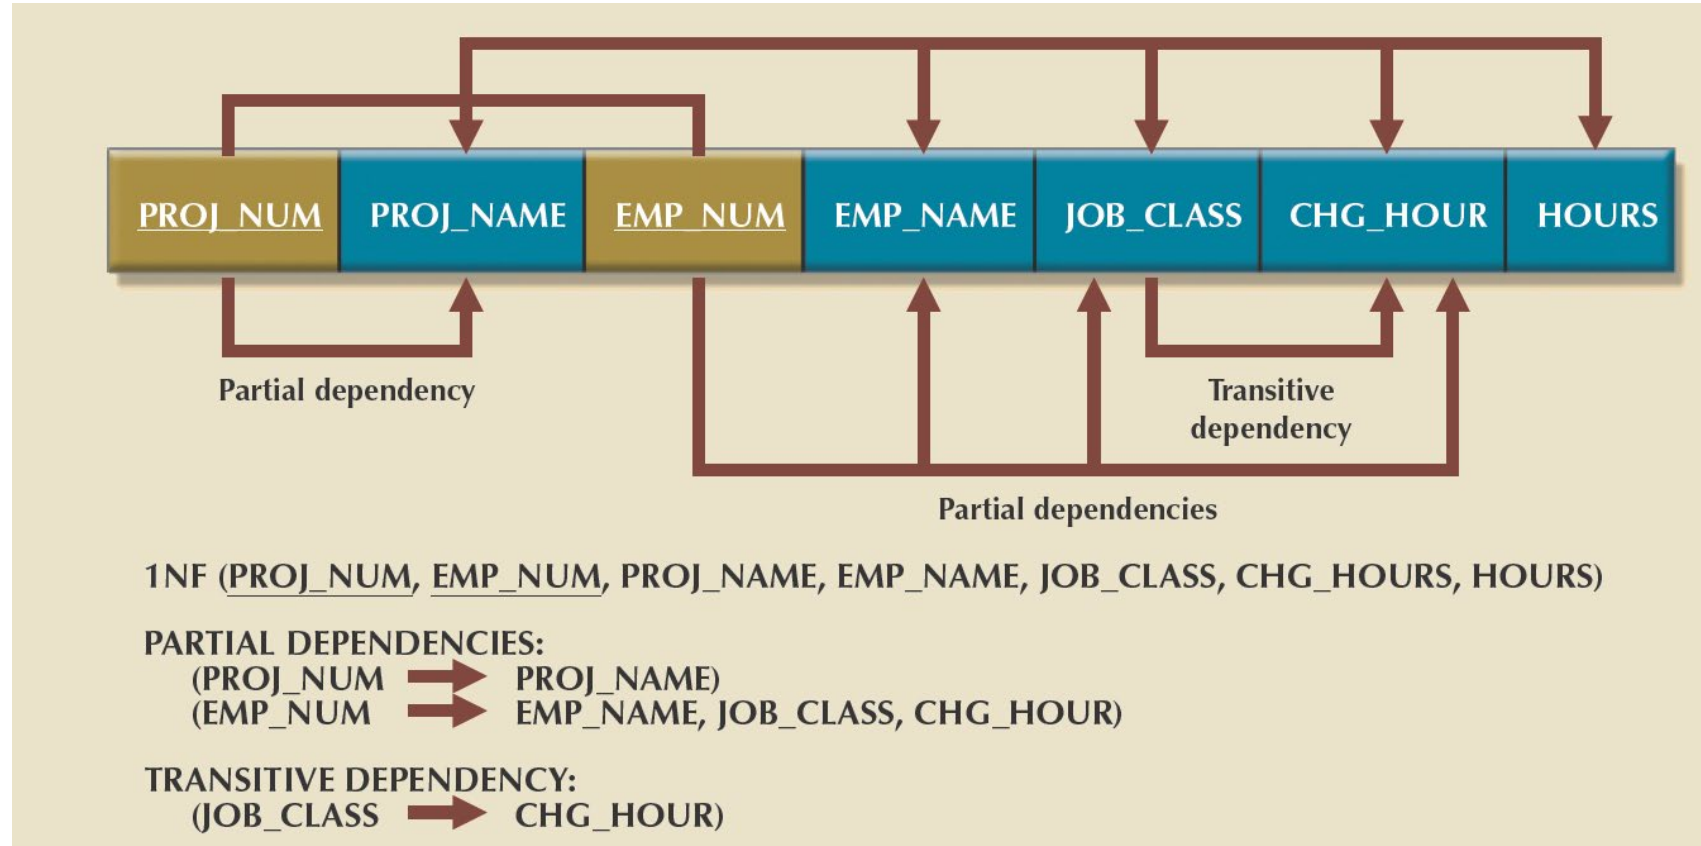 PROJ_NUM PROJ_NAME EMP_NUM EMP_NAME JOB_CLASS CHG_HOUR HOURS
Partial dependency
Transitive
dependency
Partial dependencies
1NF (PROJ_NUM, EMP_NUM, PROJ_NAME, EMP_NAME, JOB_CLASS, CHG_HOURS, HOURS)
PARTIAL DEPENDENCIES:
(PROJ_NUM PROJ_NAME)
(EMP_NUM EMP_NAME, JOB_CLASS, CHG_HOUR)
TRANSITIVE DEPENDENCY:
(JOB_CLASS CHG_HOUR)